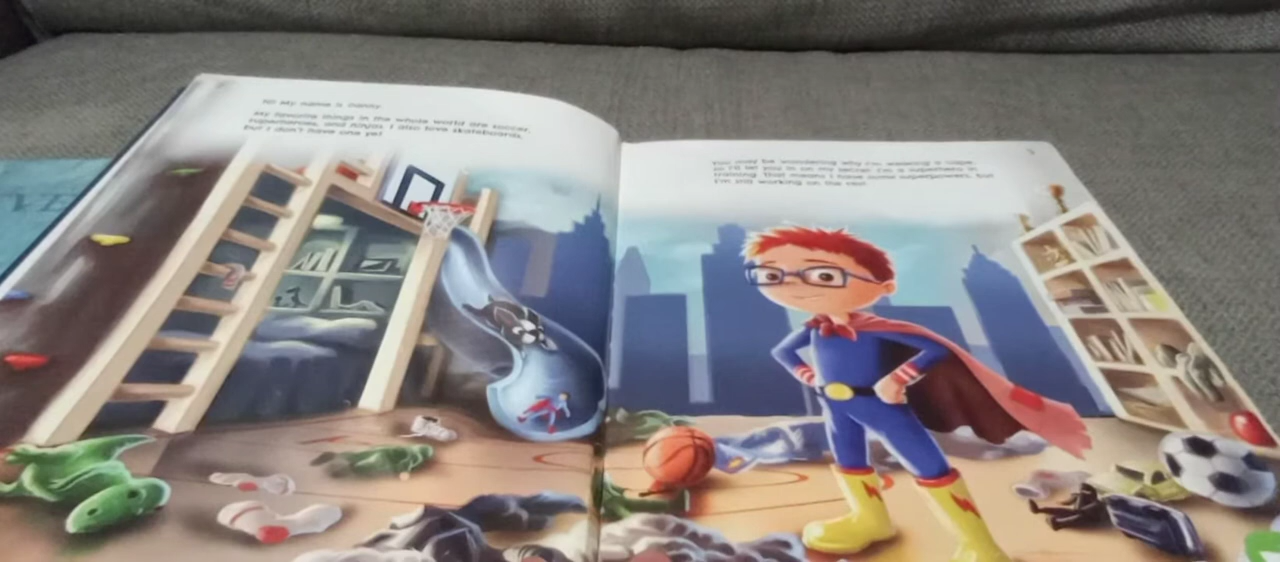 Hi! My name is Danny.
My favorite things in the whole world are soccer,
superheroes, and ninjas. I also love skateboards,
but I don't have one yet!
You may be wondering why I'm wearing a cape,
so I'll let you in on my secret: I'm a superhero in
training. That means I have some superpowers, but
I'm still working on the rest.